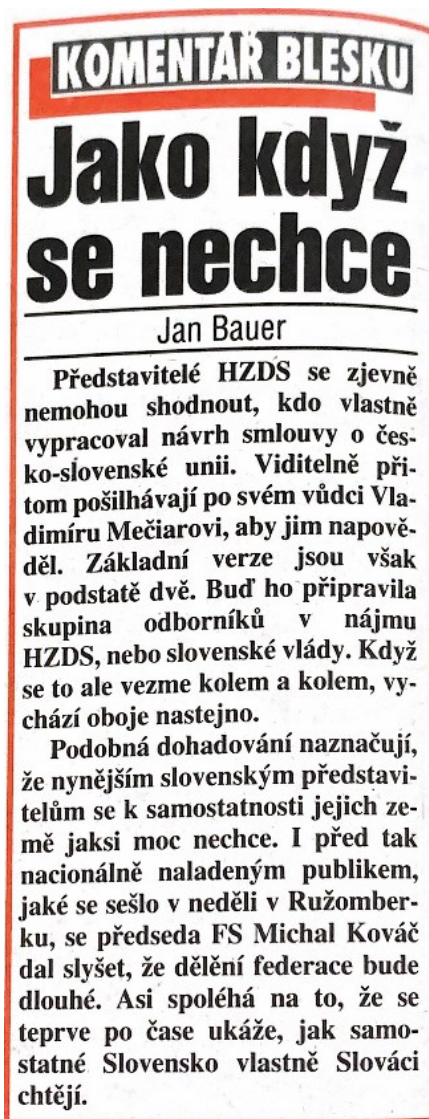 KOMENTÁŘ BLESKU
Jako když
se nechce
Jan Bauer
Představitelé HZDS se zjevně
nemohou shodnout, kdo vlastně
vypracoval návrh smlouvy o čes-
ko-slovenské unii. Viditelně při-
tom pošilhávají po svém vůdci Vla-
dimíru Mečiarovi, aby jim napově-
děl. Základní verze jsou však
v podstatě dvě. Buď ho připravila
skupina odborníků v nájmu
HZDS, nebo slovenské vlády. Když
se to ale vezme kolem a kolem, vy-
chází oboje nastejno.
Podobná dohadování naznačují,
že nynějším slovenským představi-
telům se k samostatnosti jejich ze-
mě jaksi moc nechce. I před tak
nacionálně naladeným publikem,
jaké se sešlo v neděli v Ružomber-
ku, se předseda FS Michal Kováč
dal slyšet, že dělění federace bude
dlouhé. Asi spoléhá na to, že se
teprve po čase ukáže, jak samo-
statné Slovensko vlastně Slováci
chtějí.